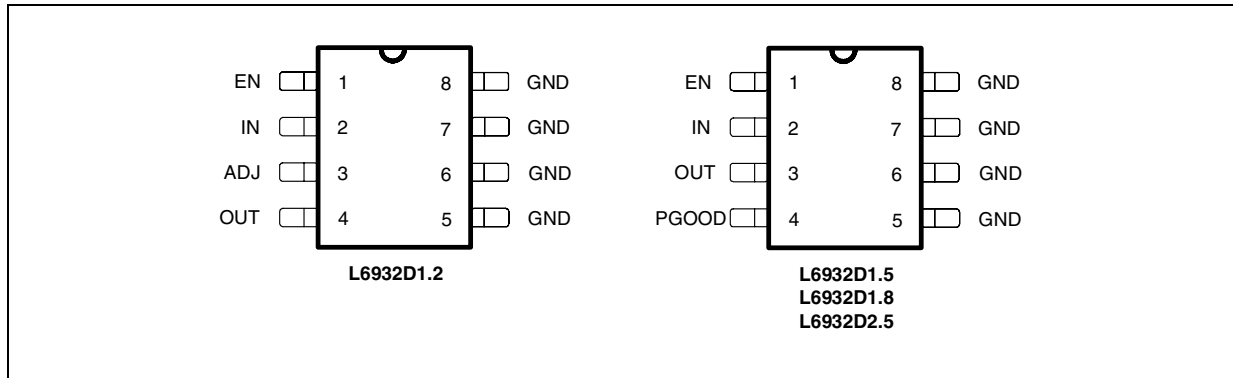 EN 1 8 GND
IN 2 7 GND
ADJ 3 6 GND
OUT 4 5 GND
L6932D1.2
EN 1 8 GND
IN 2 7 GND
OUT 3 6 GND
PGOOD 4 5 GND
L6932D1.5
L6932D1.8
L6932D2.5